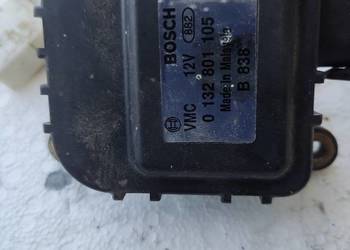 BOSCH 882
VMC 12V
0 132 801 105
Made in Malaysia
B 838